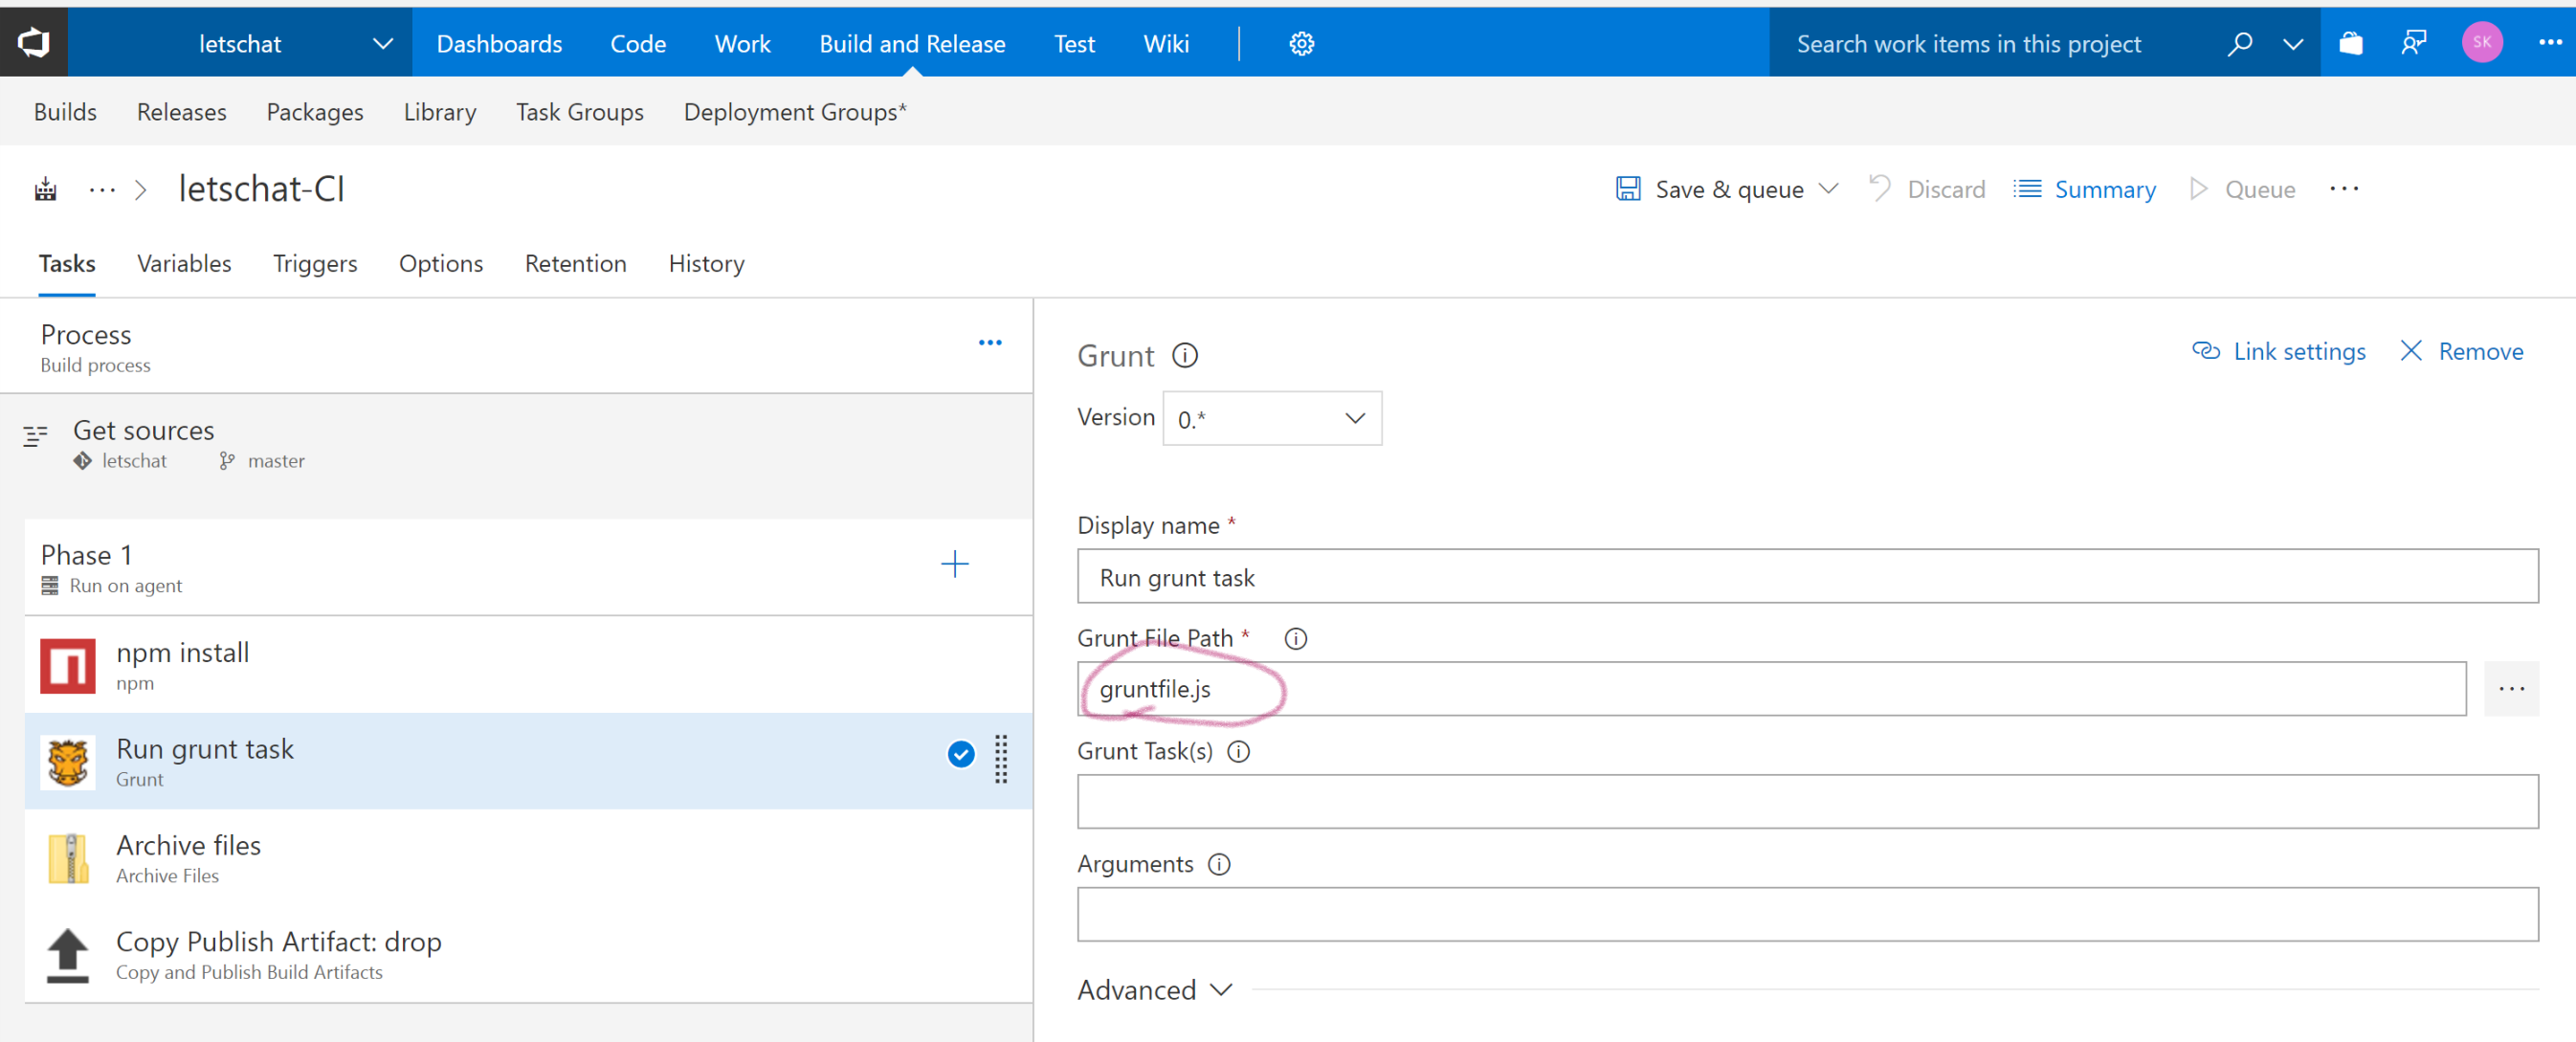 letschat Dashboards Code Work Build and Release Test Wiki Search work items in this project SK
Builds Releases Packages Library Task Groups Deployment Groups*
... > letschat-CI Save & queue Discard Summary Queue ...
Tasks Variables Triggers Options Retention History
Process
Build process
Get sources
letschat master
Phase 1
Run on agent
npm install
npm
Run grunt task
Grunt
Archive files
Archive Files
Copy Publish Artifact: drop
Copy and Publish Build Artifacts
Grunt Link settings Remove
Version 0.*
Display name *
Run grunt task
Grunt File Path *
gruntfile.js
Grunt Task(s)
Arguments
Advanced